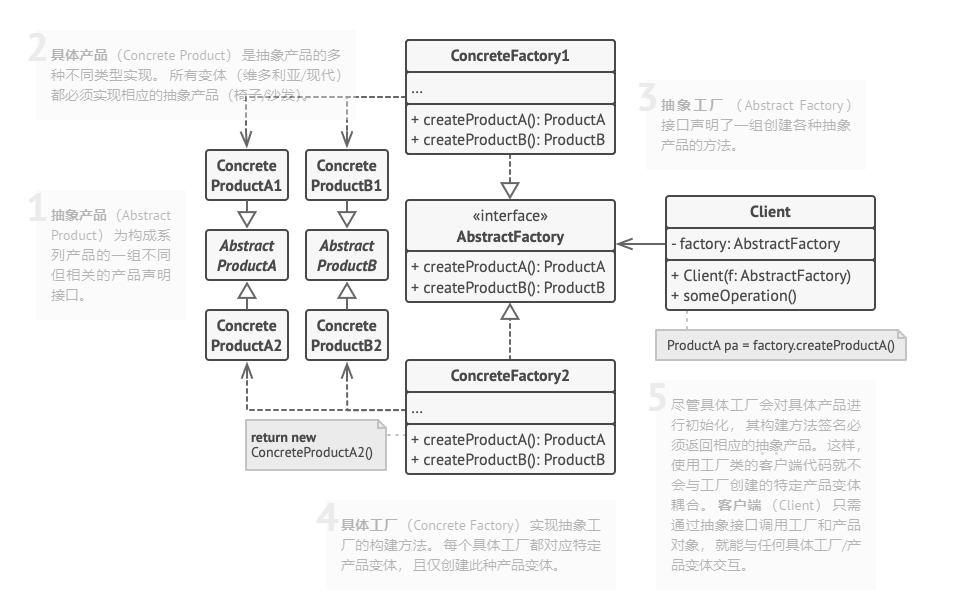 2
具体产品 （Concrete Product） 是抽象产品的多
种不同类型实现。 所有变体 （维多利亚/现代）
都必须实现相应的抽象产品 （椅子/沙发）。
ConcreteFactory1
...
+ createProductA(): ProductA
+ createProductB(): ProductB
3
抽象工厂 （Abstract Factory）
接口声明了一组创建各种抽象
产品的方法。
Concrete
ProductA1
Concrete
ProductB1
1
抽象产品 （Abstract
Product） 为构成系
列产品的一组不同
但相关的产品声明
接口。
Abstract
ProductA
Abstract
ProductB
«interface»
AbstractFactory
+ createProductA(): ProductA
+ createProductB(): ProductB
Client
- factory: AbstractFactory
+ Client(f: AbstractFactory)
+ someOperation()
Concrete
ProductA2
Concrete
ProductB2
ProductA pa = factory.createProductA()
ConcreteFactory2
...
+ createProductA(): ProductA
+ createProductB(): ProductB
return new
ConcreteProductA2()
5
尽管具体工厂会对具体产品进
行初始化， 其构建方法签名必
须返回相应的抽象产品。 这样，
使用工厂类的客户端代码就不
会与工厂创建的特定产品变体
耦合。 客户端 （Client） 只需
通过抽象接口调用工厂和产品
对象， 就能与任何具体工厂/产
品变体交互。
4
具体工厂 （Concrete Factory） 实现抽象工
厂的构建方法。 每个具体工厂都对应特定
产品变体， 且仅创建此种产品变体。